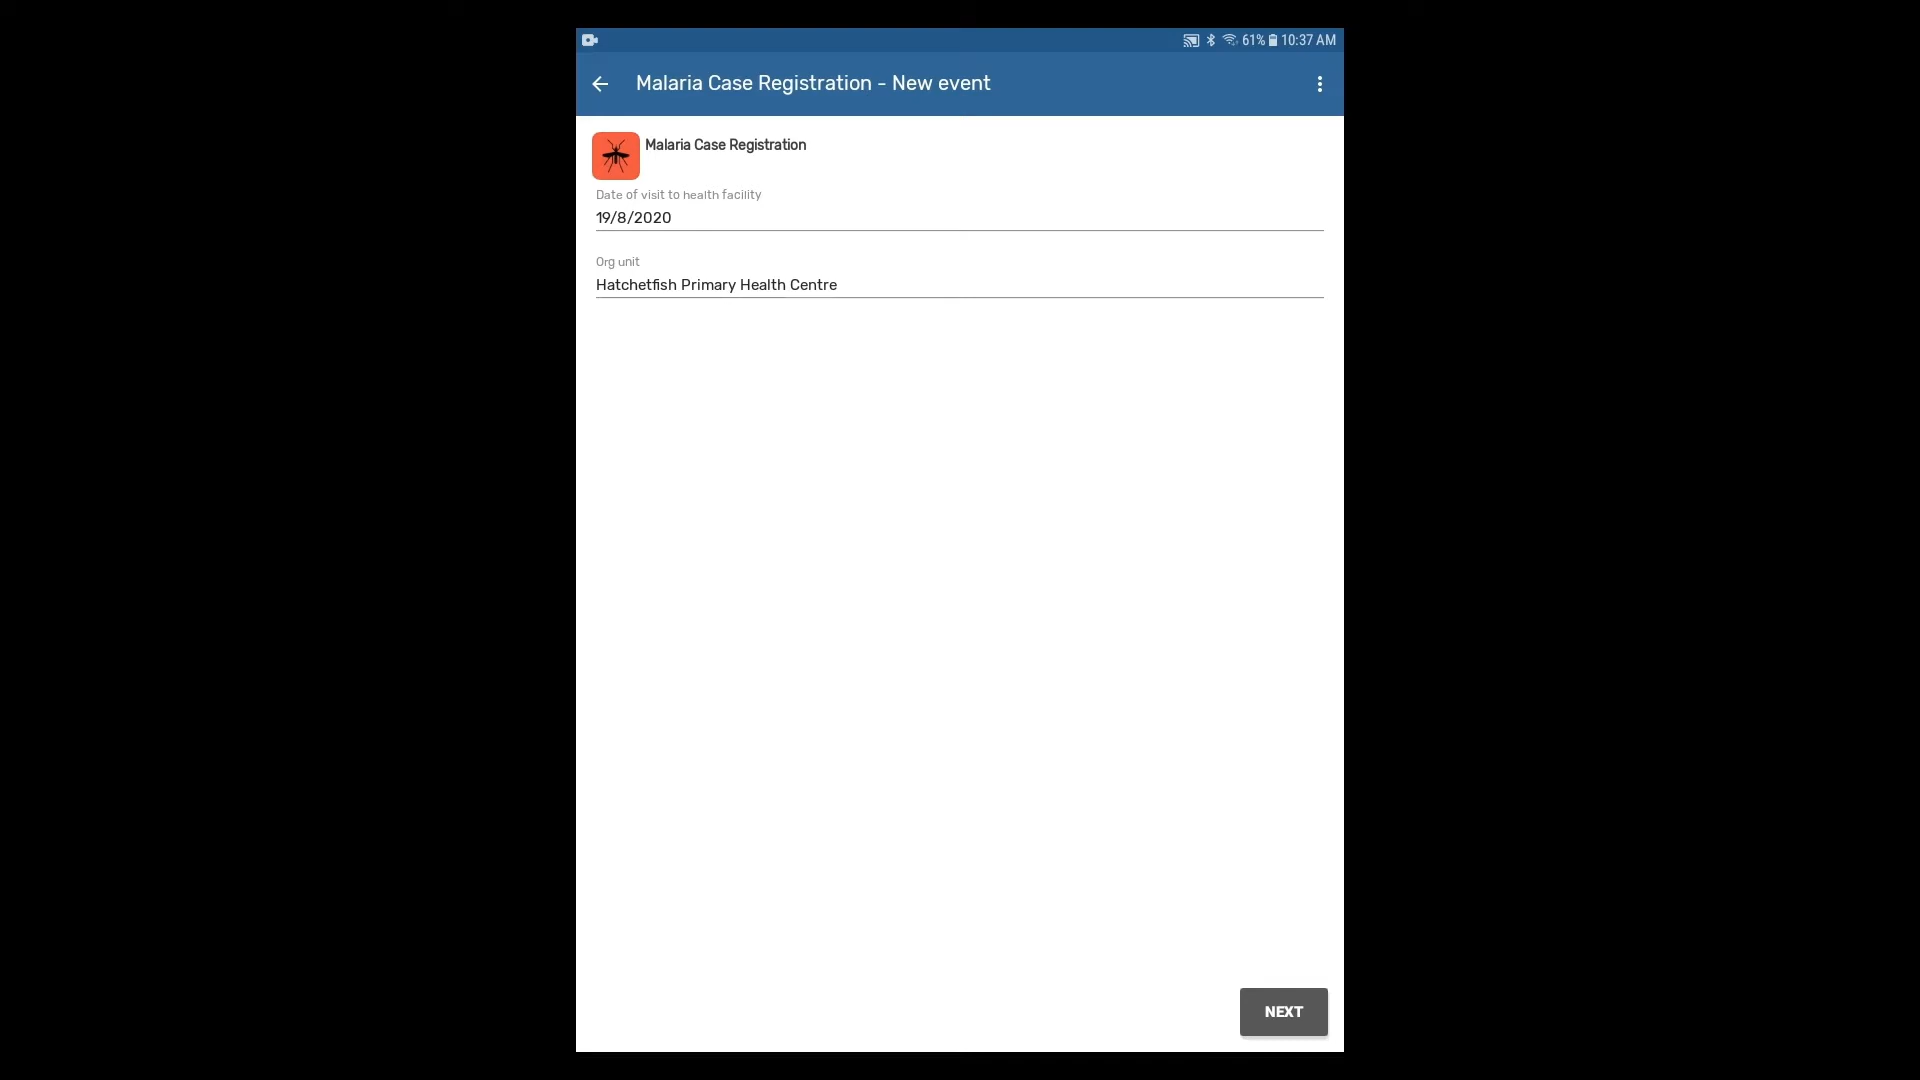 61% 10:37 AM
Malaria Case Registration - New event
Malaria Case Registration
Date of visit to health facility
19/8/2020
Org unit
Hatchetfish Primary Health Centre
NEXT